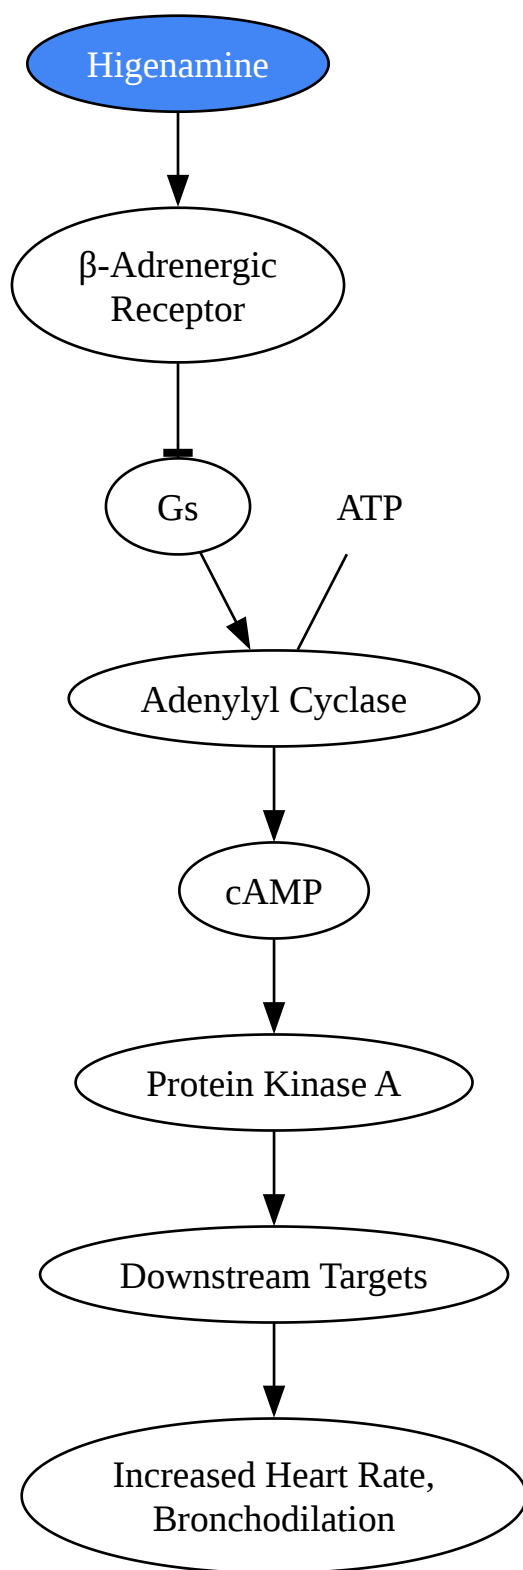 Higenamine
β-Adrenergic
Receptor
Gs
ATP
Adenylyl Cyclase
cAMP
Protein Kinase A
Downstream Targets
Increased Heart Rate,
Bronchodilation